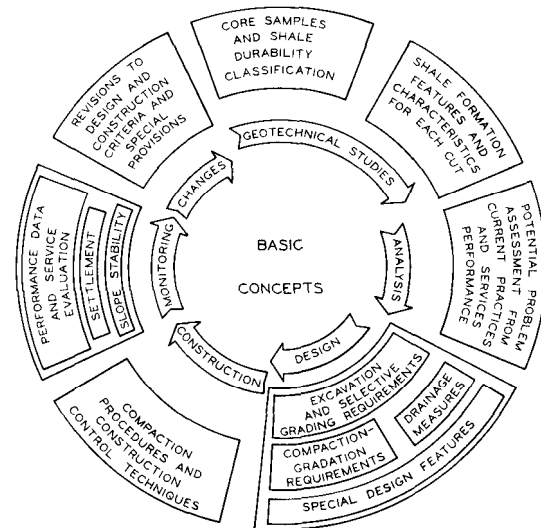 CORE SAMPLES
AND SHALE
DURABILITY
CLASSIFICATION
SHALE FORMATION
FEATURES AND
CHARACTERISTICS
FOR EACH CUT
POTENTIAL PROBLEM
ASSESSMENT FROM
CURRENT PRACTICES
AND SERVICES
PERFORMANCE
EXCAVATION
AND SELECTIVE
GRADING REQUIREMENTS
DRAINAGE
MEASURES
COMPACTION-
GRADATION
REQUIREMENTS
SPECIAL DESIGN FEATURES
COMPACTION
PROCEDURES AND
CONSTRUCTION
CONTROL TECHNIQUES
PERFORMANCE DATA
AND SERVICE
EVALUATION
SETTLEMENT
SLOPE STABILITY
REVISIONS TO
DESIGN AND
CONSTRUCTION
CRITERIA AND
SPECIAL
PROVISIONS
GEOTECHNICAL STUDIES
ANALYSIS
DESIGN
CONSTRUCTION
MONITORING
CHANGES
BASIC
CONCEPTS